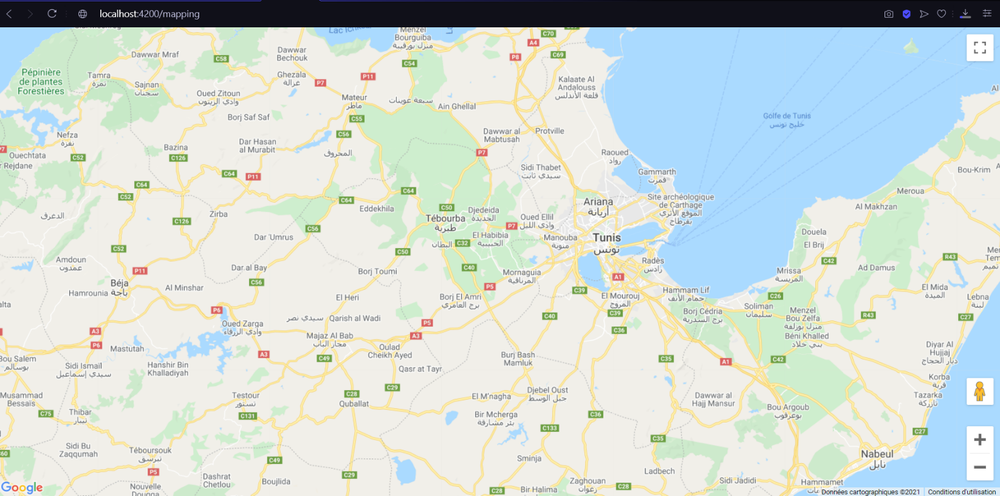 localhost:4200/mapping
Menzel
Bourguiba
منزل بورقيبة
C70
A4
C69
P8
C54
C58
Dawwar Mraf
Dawwar
Bechouk
Pépinière
de plantes
Forestières
Tamra
تمرة
Sajnan
سجنان
Ghezala
غزالة
P7
P11
Oued Zitoun
وادي الزيتون
Mateur
ماطر
سبعة عوينات
Ain Ghellal
Kalaate Al
Andalouss
قلعة الأندلس
Golfe de Tunis
خليج تونس
Borj Saf Saf
C55
C56
Nefza
نفزة
Bazina
C126
Dar Hasan
al Murabit
المحروق
Dawwar al
Mabtusah
Protville
P7
Raoued
رواد
Ouechtata
C52
Sidi Thabet
سيدي ثابت
Gammarth
قمرت
Bou-Krim
C64
P11
C64
C52
C64
C64
Meroua
Al Makhzan
Eddekhila
C50
Ariana
أريانة
Site archéologique
de Carthage
الموقع الأثري
بقرطاج
الدعرق
Zirba
C126
C56
Tébourba
طبرية
Djedeida
الجديدة
Oued Ellil
وادي الليل
P7
El Habibia
الحبيبية
Manouba
منوبة
Tunis
تونس
Douela
El Brij
Dar 'Umrus
C52
C50
البطان
C32
Radès
رادس
C42
R43
Amdoun
عمدون
P11
Dar al Bay
C56
Borj Toumi
C40
Mornaguia
المرناقية
A1
Mrissa
المريسة
Ad Damus
Béja
باجة
Al Minshar
Hamrounia
El Heri
Borj El Amri
برج العامري
P5
C39
El Mourouj
المروج
Hammam Lif
حمام الأنف
C26
El Mida
الميدة
Lebna
لبنة
P6
سيدي نصر
Qarish al Wadi
C40
C39
Borj Cédria
برج السدرية
Soliman
سليمان
Menzel
Bou Zelfa
منزل بوزلفة
R43
C27
Oued Zarga
وادي الزرقاء
P5
A3
C36
A3
P6
Mastutah
Majaz Al Bab
مجاز الباب
Béni Khalled
بني خلاد
Oulad
Cheikh Ayed
Burj Bash
Mamluk
A3
C49
C35
A1
C42
Diyar Al
Hujjaj
ديار الحجاج
Bou Salem
بوسالم
Sidi Ismaïl
سيدي إسماعيل
Hanshir Bin
Khalladiyah
Qasr at Tayr
Korba
قربة
Musammad
Bessaïs
Testour
تستور
C28
C29
Quballat
El M'nagha
Djebel Oust
جبل الوسط
Dawwar al
Hajj Mansur
Tazarka
تازركة
Thibar
تيبار
C75
C131
Bir Mcherga
بئر مشارقة
C36
Bou Argoub
بوعرقوب
C133
C35
C27
Sidi Bu
Zaqqumah
Téboursouk
تبرسق
C49
Sminja
Nabeul
نابل
P5
Dashrat
Chetlou
C29
Ladbech
Boujlida
Nouvelle
Dougga
C28
Bir Halima
Zaghouan
زغوان
C28
Sidi Jadidi
Hammamet
Google
Données cartographiques ©2021
Conditions d'utilisation